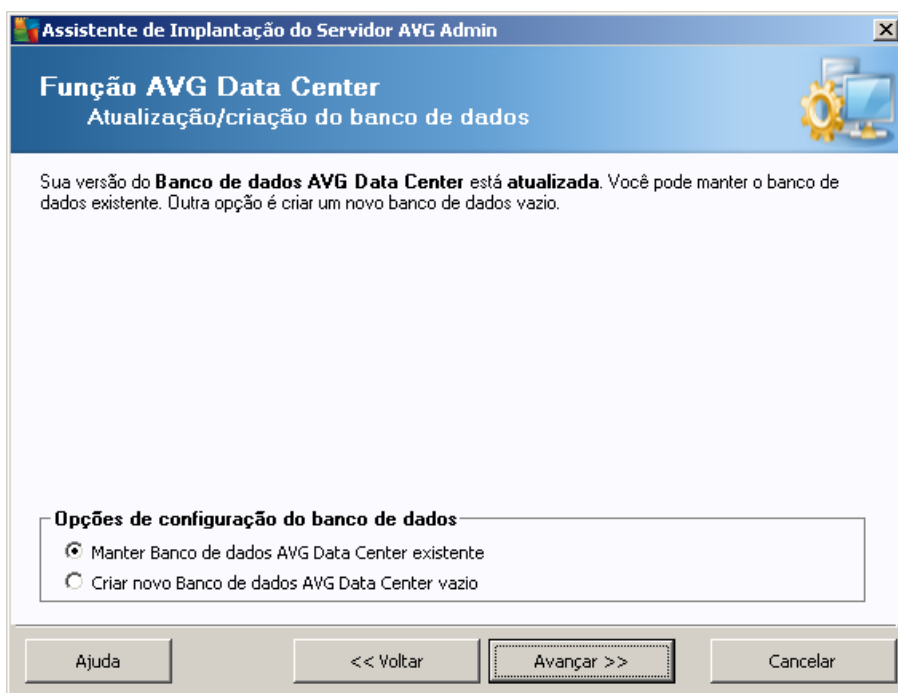 Assistente de Implantação do Servidor AVG Admin
Função AVG Data Center
Atualização/criação do banco de dados
Sua versão do Banco de dados AVG Data Center está atualizada. Você pode manter o banco de
dados existente. Outra opção é criar um novo banco de dados vazio.
Opções de configuração do banco de dados
Manter Banco de dados AVG Data Center existente
Criar novo Banco de dados AVG Data Center vazio
Ajuda << Voltar Avançar >> Cancelar